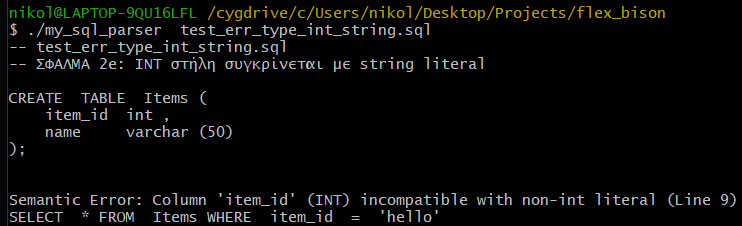 nikol@LAPTOP-9QU16LFL /cygdrive/c/Users/nikol/Desktop/Projects/flex_bison
$ ./my_sql_parser  test_err_type_int_string.sql
-- test_err_type_int_string.sql
-- ΣΦΑΛΜΑ 2e: INT στήλη συγκρίνεται με string literal
CREATE  TABLE  Items (
    item_id  int ,
    name     varchar (50)
);
Semantic Error: Column 'item_id' (INT) incompatible with non-int literal (Line 9)
SELECT  * FROM  Items WHERE  item_id  =  'hello'